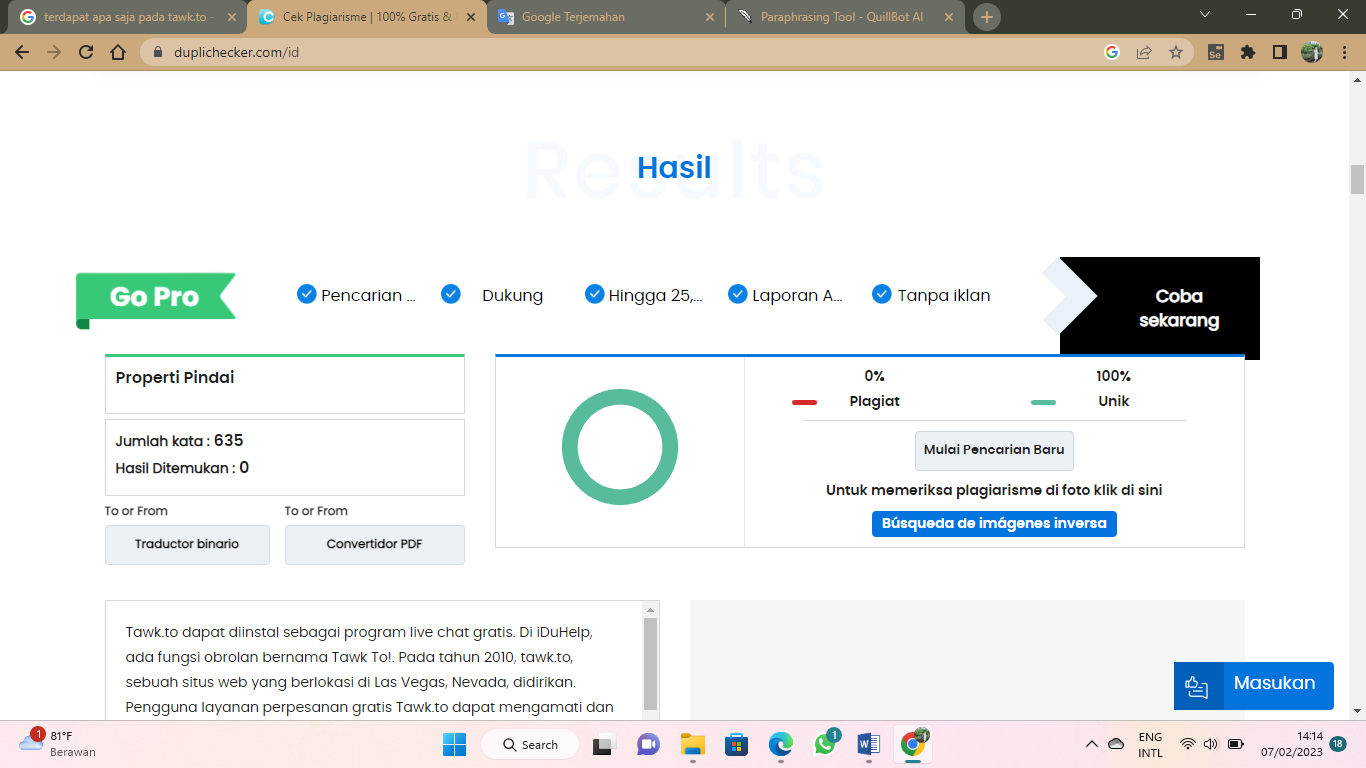 terdapat apa saja pada tawk.to -
Cek Plagiarisme | 100% Gratis &
Google Terjemahan
Paraphrasing Tool - QuillBot AI
duplichecker.com/id
Results
Hasil
Go Pro
Pencarian ...
Dukung
Hingga 25,...
Laporan A...
Tanpa iklan
Coba
sekarang
Properti Pindai
Jumlah kata : 635
Hasil Ditemukan : 0
To or From
To or From
Traductor binario
Convertidor PDF
0%
100%
Plagiat
Unik
Mulai Pencarian Baru
Untuk memeriksa plagiarisme di foto klik di sini
Búsqueda de imágenes inversa
Tawk.to dapat diinstal sebagai program live chat gratis. Di iDuHelp,
ada fungsi obrolan bernama Tawk To!. Pada tahun 2010, tawk.to,
sebuah situs web yang berlokasi di Las Vegas, Nevada, didirikan.
Pengguna layanan perpesanan gratis Tawk.to dapat mengamati dan
Masukan
1
81°F
Berawan
Search
1
ENG
INTL
14:14
07/02/2023
18
Se